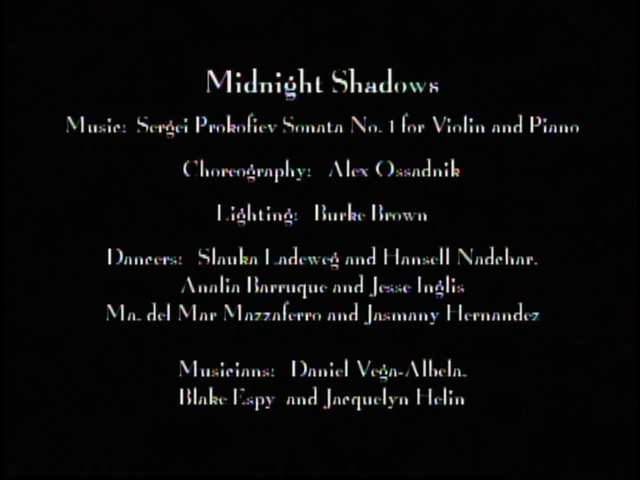 Midnight Shadows
Music: Sergei Prokofiev Sonata No. 1 for Violin and Piano
Choreography: Alex Ossadnik
Lighting: Burke Brown
Dancers: Slauka Ladeweg and Hansell Nadchar,
Analia Barruque and Jesse Inglis
Ma. del Mar Mazzaferro and Jasmany Hernandez
Musicians: Daniel Vega-Albela,
Blake Espy and Jacquelyn Helin